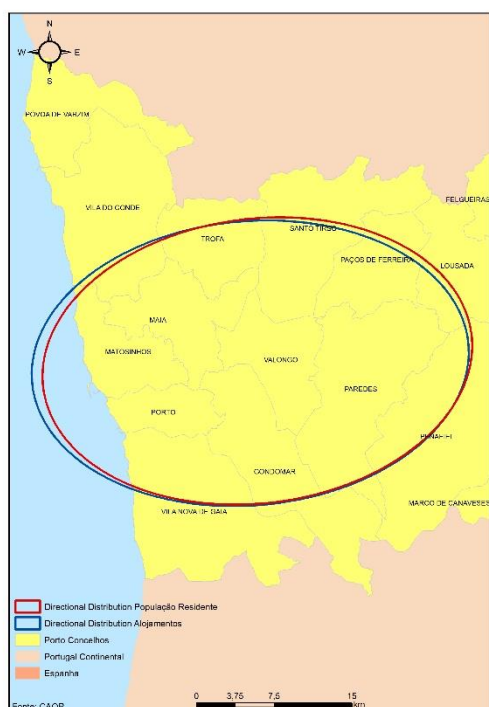 N
W E
S
PÓVOA DE VARZIM
VILA DO CONDE
FELGUEIRAS
SANTO TIRSO
TROFA
PAÇOS DE FERREIRA
LOUSADA
MAIA
MATOSINHOS
VALONGO
PAREDES
PORTO
PENAFIEL
GONDOMAR
MARCO DE CANAVESES
VILA NOVA DE GAIA
Directional Distribution População Residente
Directional Distribution Alojamentos
Porto Concelhos
Portugal Continental
Espanha
Fonte: CAOP
0 3,75 7,5 15
km